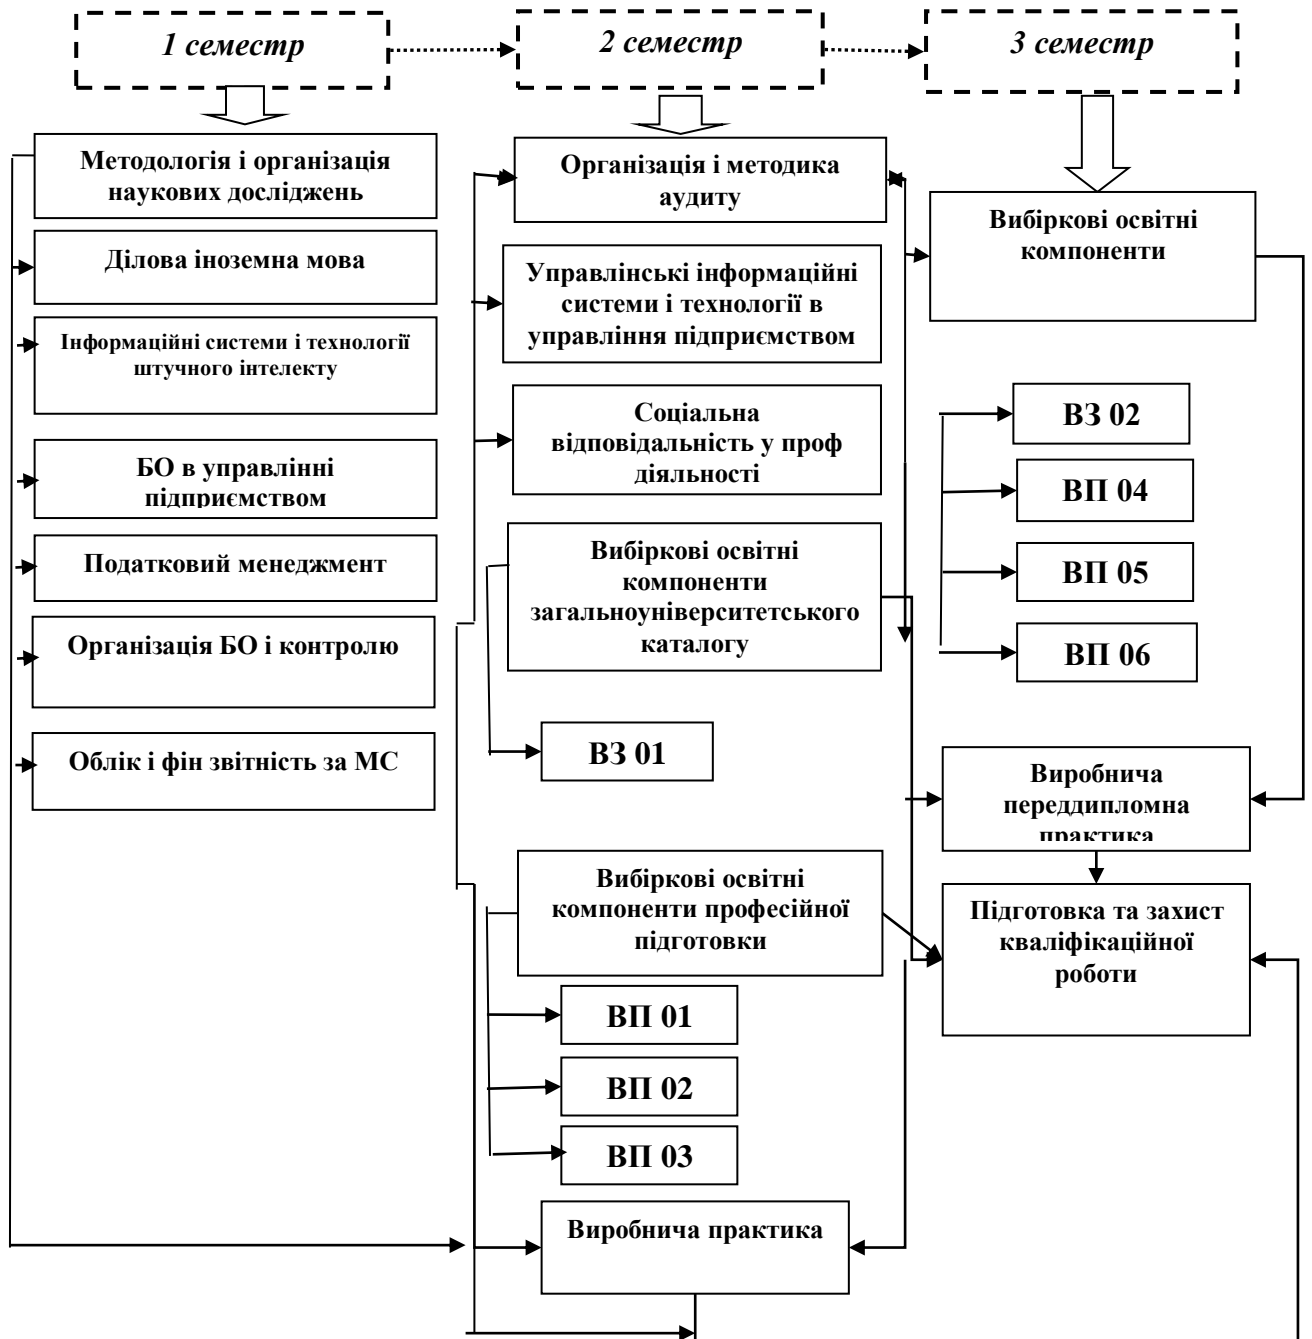 1 семестр
2 семестр
3 семестр
Методологія і організація
наукових досліджень
Ділова іноземна мова
Інформаційні системи і технології
штучного інтелекту
БО в управлінні
підприємством
Податковий менеджмент
Організація БО і контролю
Облік і фін звітність за МС
Організація і методика
аудиту
Управлінські інформаційні
системи і технології в
управління підприємством
Соціальна
відповідальність у проф
діяльності
Вибіркові освітні
компоненти
загальноуніверситетського
каталогу
ВЗ 01
Вибіркові освітні
компоненти професійної
підготовки
ВП 01
ВП 02
ВП 03
Виробнича практика
Вибіркові освітні
компоненти
ВЗ 02
ВП 04
ВП 05
ВП 06
Виробнича
переддипломна
практика
Підготовка та захист
кваліфікаційної
роботи